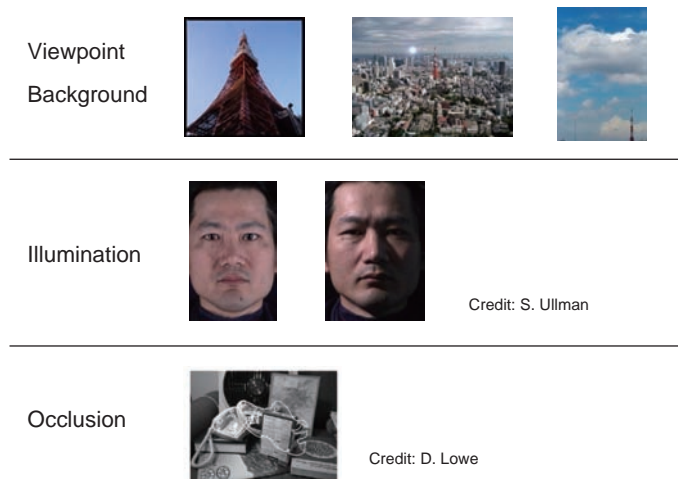 Viewpoint
Background
Illumination
Credit: S. Ullman
Occlusion
Credit: D. Lowe